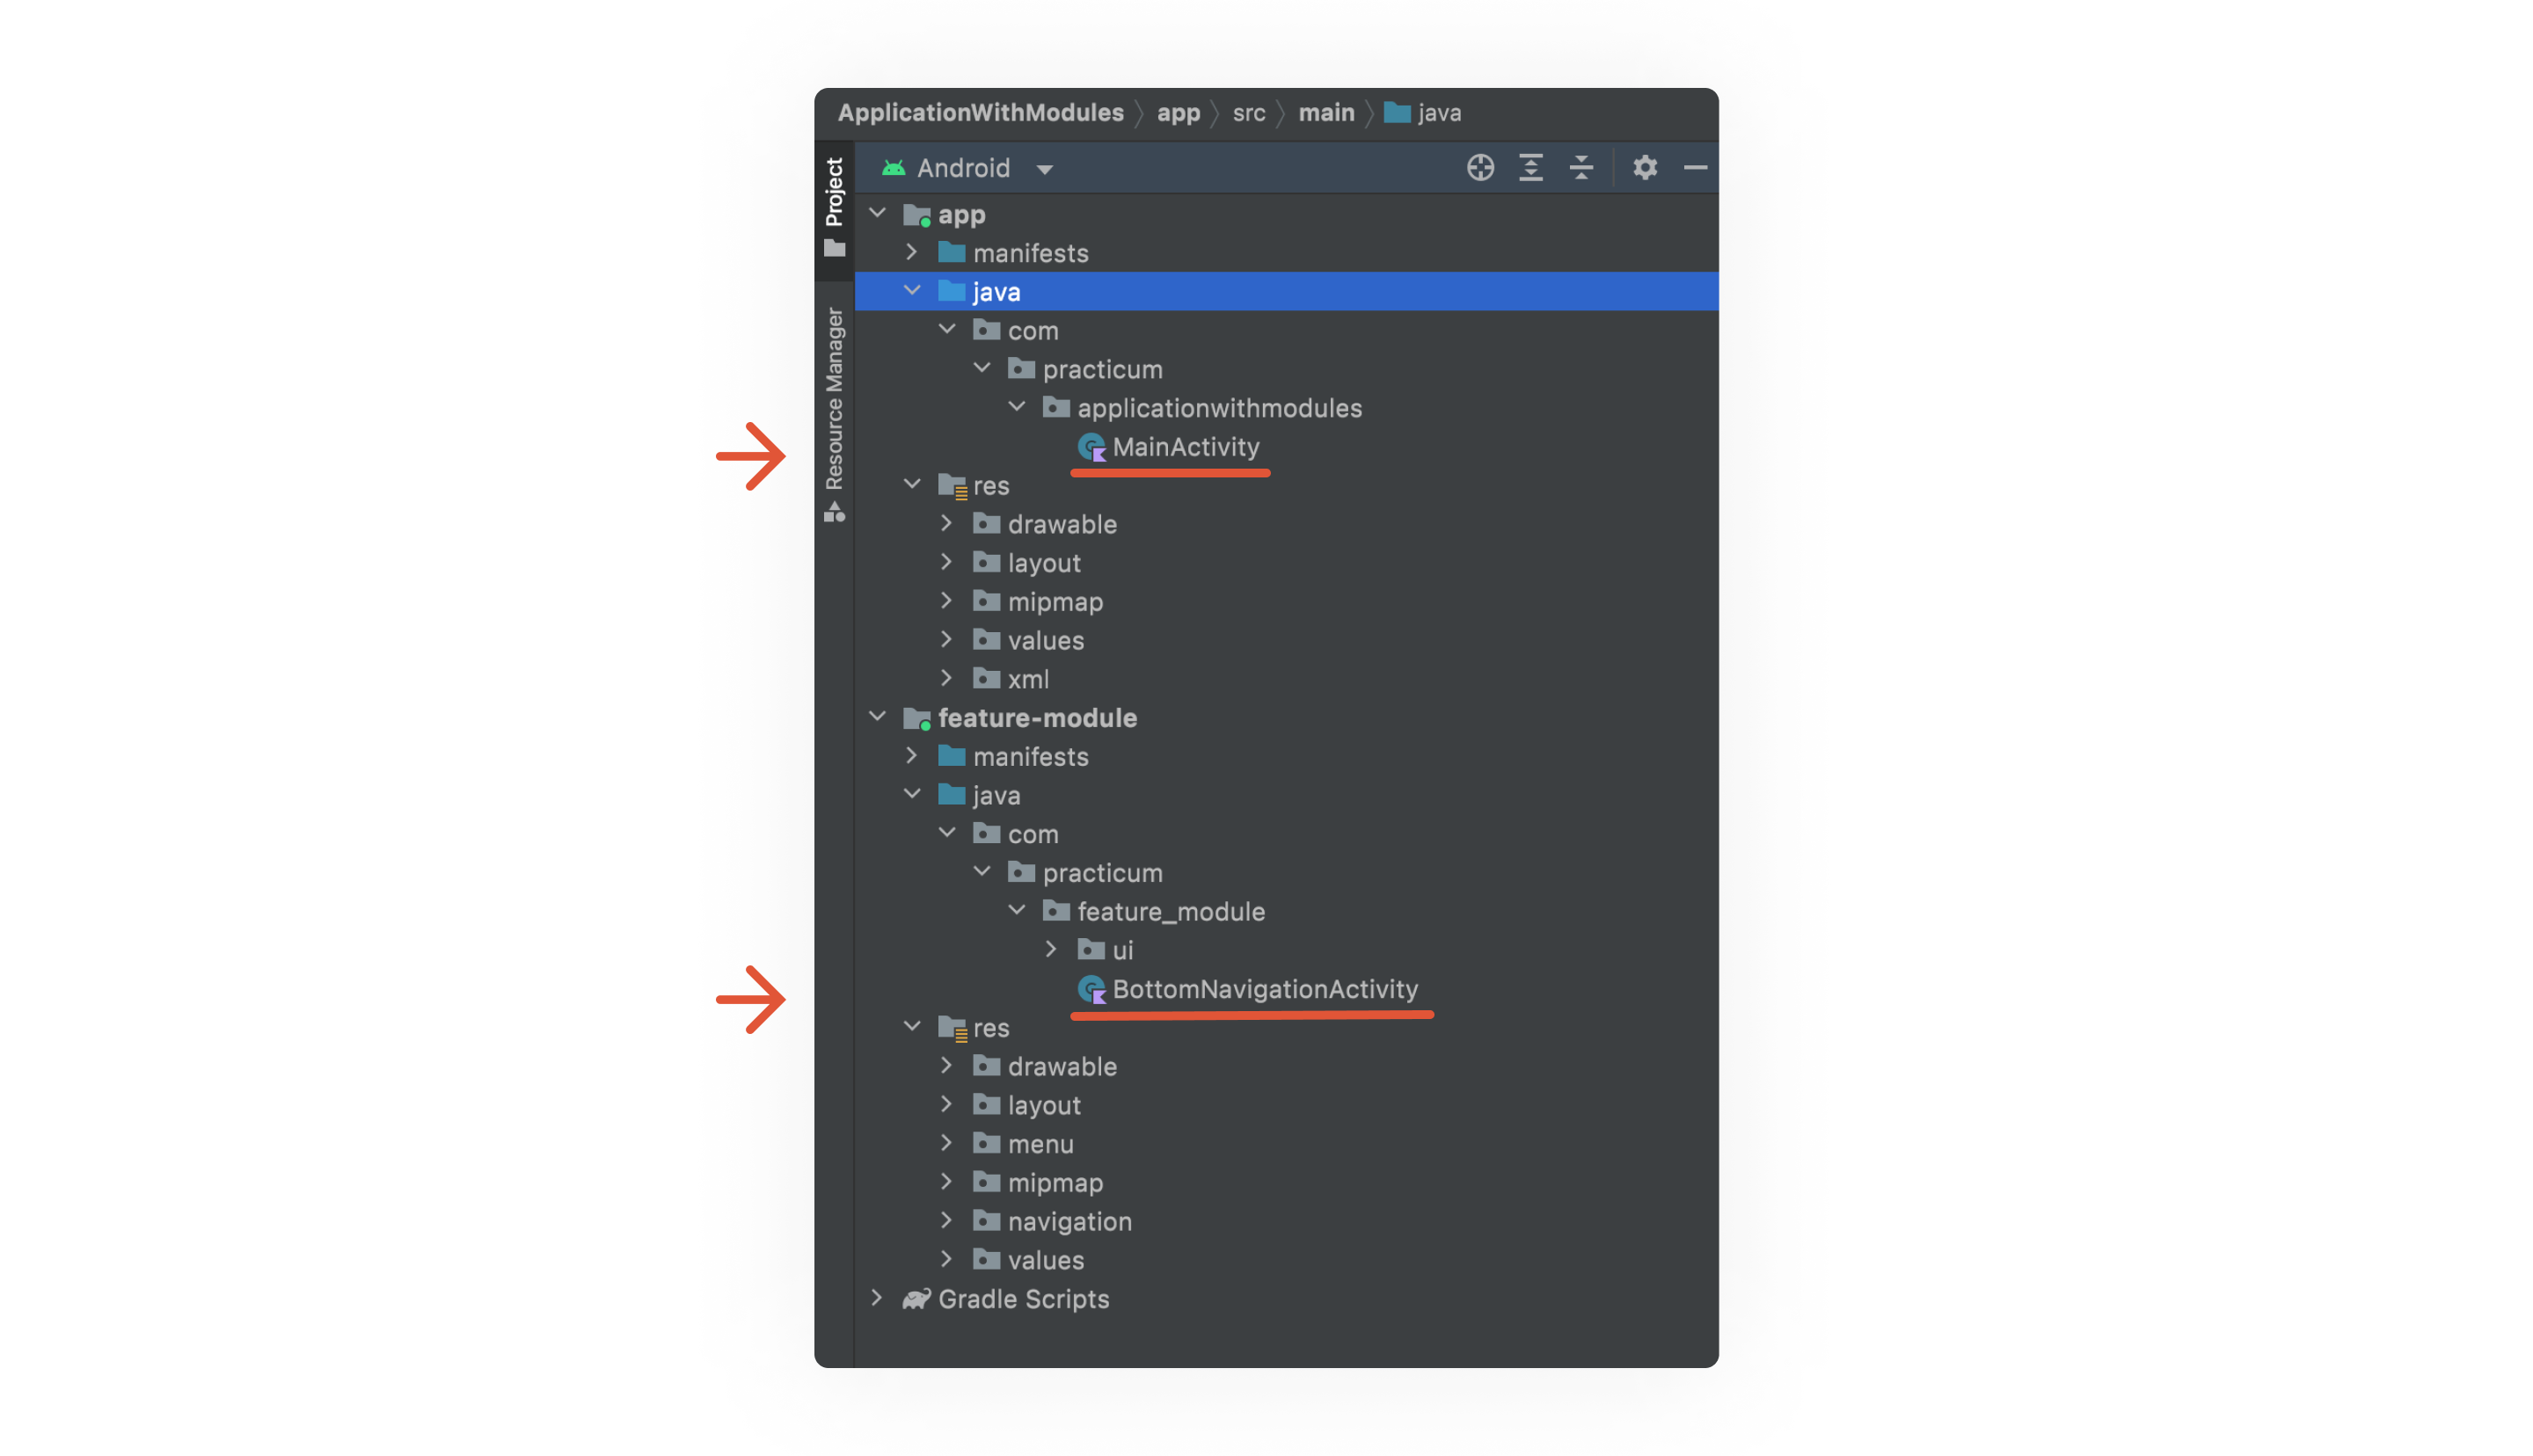 ApplicationWithModules app src main java
Project
Resource Manager
Android
app
manifests
java
com
practicum
applicationwithmodules
MainActivity
res
drawable
layout
mipmap
values
xml
feature-module
manifests
java
com
practicum
feature_module
ui
BottomNavigationActivity
res
drawable
layout
menu
mipmap
navigation
values
Gradle Scripts